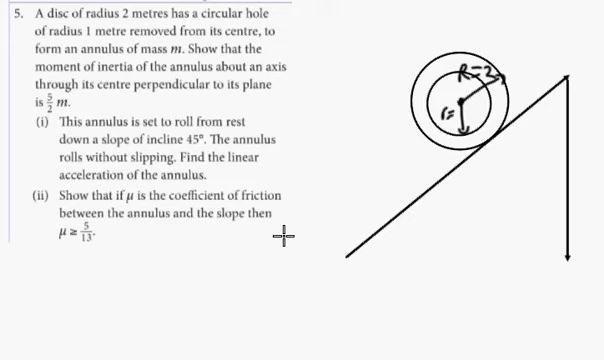 5. A disc of radius 2 metres has a circular hole
of radius 1 metre removed from its centre, to
form an annulus of mass m. Show that the
moment of inertia of the annulus about an axis
through its centre perpendicular to its plane
is 5/2 m.
(i) This annulus is set to roll from rest
down a slope of incline 45°. The annulus
rolls without slipping. Find the linear
acceleration of the annulus.
(ii) Show that if μ is the coefficient of friction
between the annulus and the slope then
μ ≥ 5/13.
R=2
r=